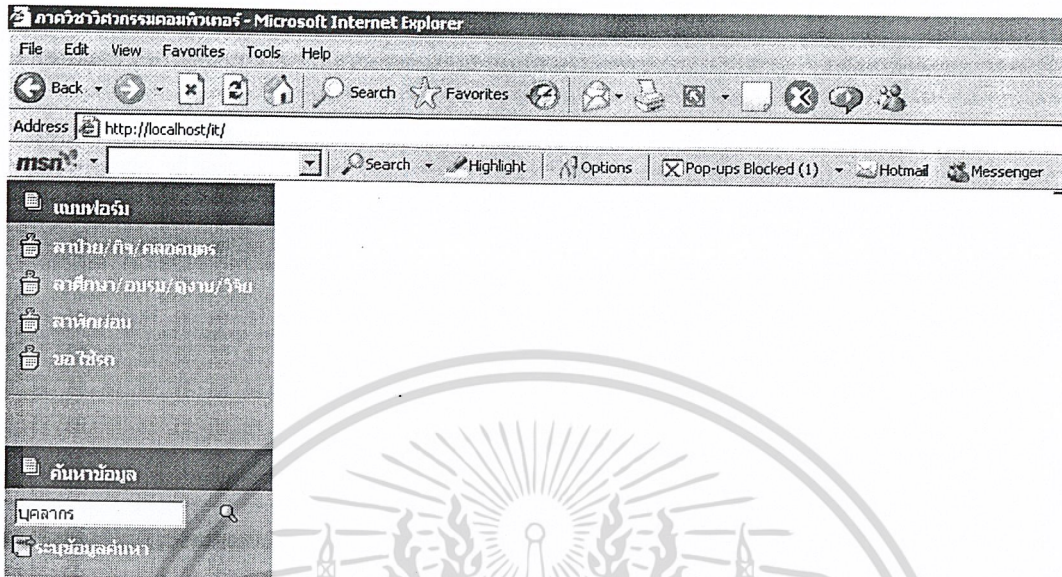 ภาควิชาวิศวกรรมคอมพิวเตอร์ - Microsoft Internet Explorer
File Edit View Favorites Tools Help
Back Search Favorites
Address http://localhost/it/
msn Search Highlight Options Pop-ups Blocked (1) Hotmail Messenger
แบบฟอร์ม
ลาป่วย/กิจ/คลอดบุตร
ลาศึกษา/อบรม/ดูงาน/วิจัย
ลาพักผ่อน
ขอใช้รถ
ค้นหาข้อมูล
บุคลากร
ระบุข้อมูลค้นหา